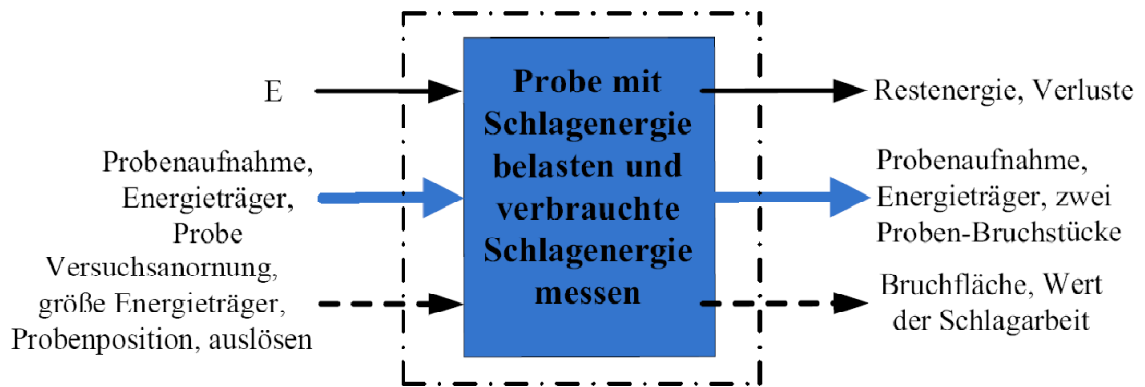 E
Probenaufnahme,
Energieträger,
Probe
Versuchsanornung,
größe Energieträger,
Probenposition, auslösen
Probe mit
Schlagenergie
belasten und
verbrauchte
Schlagenergie
messen
Restenergie, Verluste
Probenaufnahme,
Energieträger, zwei
Proben-Bruchstücke
Bruchfläche, Wert
der Schlagarbeit